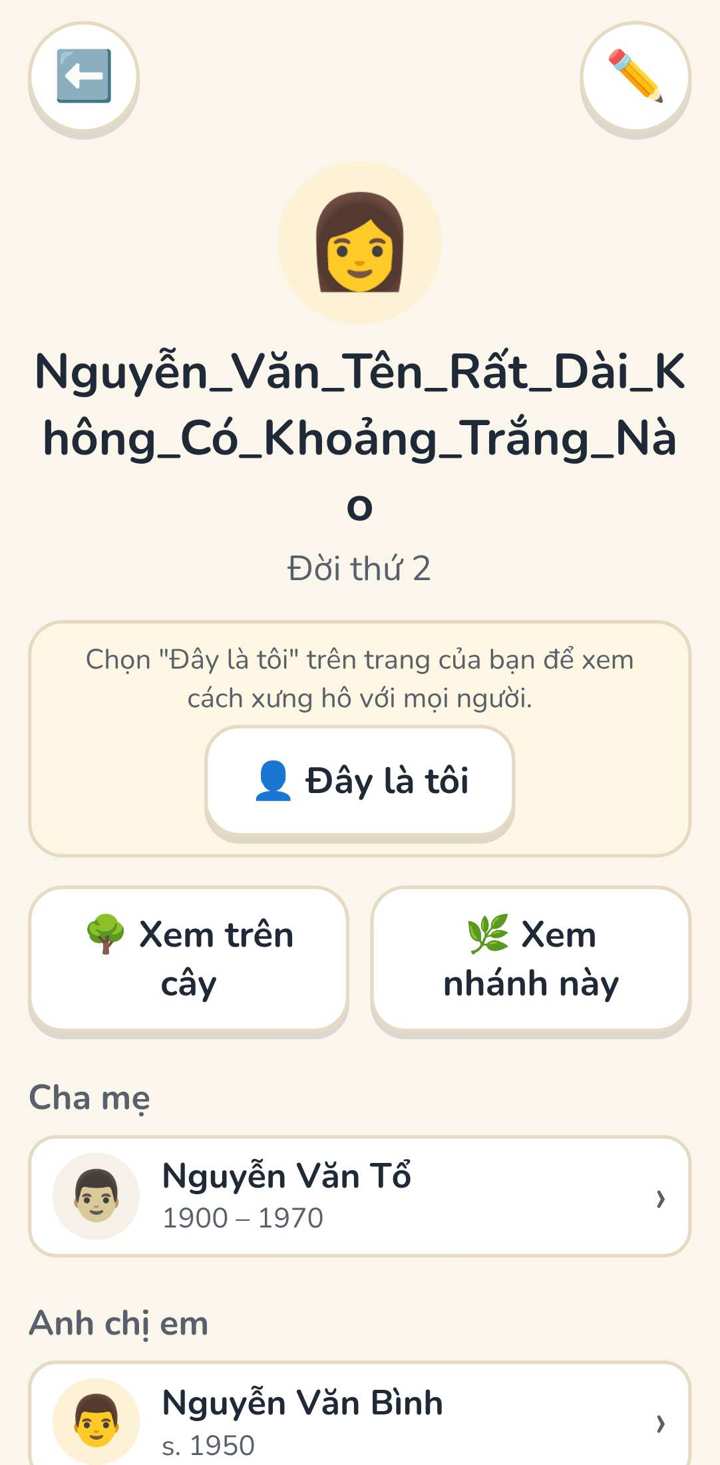 Nguyễn_Văn_Tên_Rất_Dài_K
hông_Có_Khoảng_Trắng_Nà
o
Đời thứ 2
Chọn "Đây là tôi" trên trang của bạn để xem
cách xưng hô với mọi người.
Đây là tôi
Xem trên
cây
Xem
nhánh này
Cha mẹ
Nguyễn Văn Tổ
1900 – 1970
Anh chị em
Nguyễn Văn Bình
s. 1950